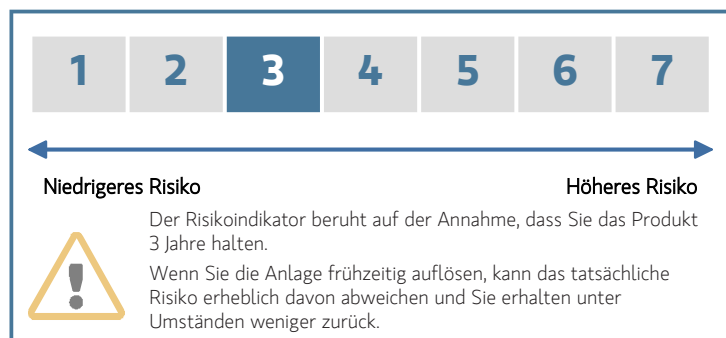 1 2 3 4 5 6 7
Niedrigeres Risiko Höheres Risiko
Der Risikoindikator beruht auf der Annahme, dass Sie das Produkt
3 Jahre halten.
Wenn Sie die Anlage frühzeitig auflösen, kann das tatsächliche
Risiko erheblich davon abweichen und Sie erhalten unter
Umständen weniger zurück.